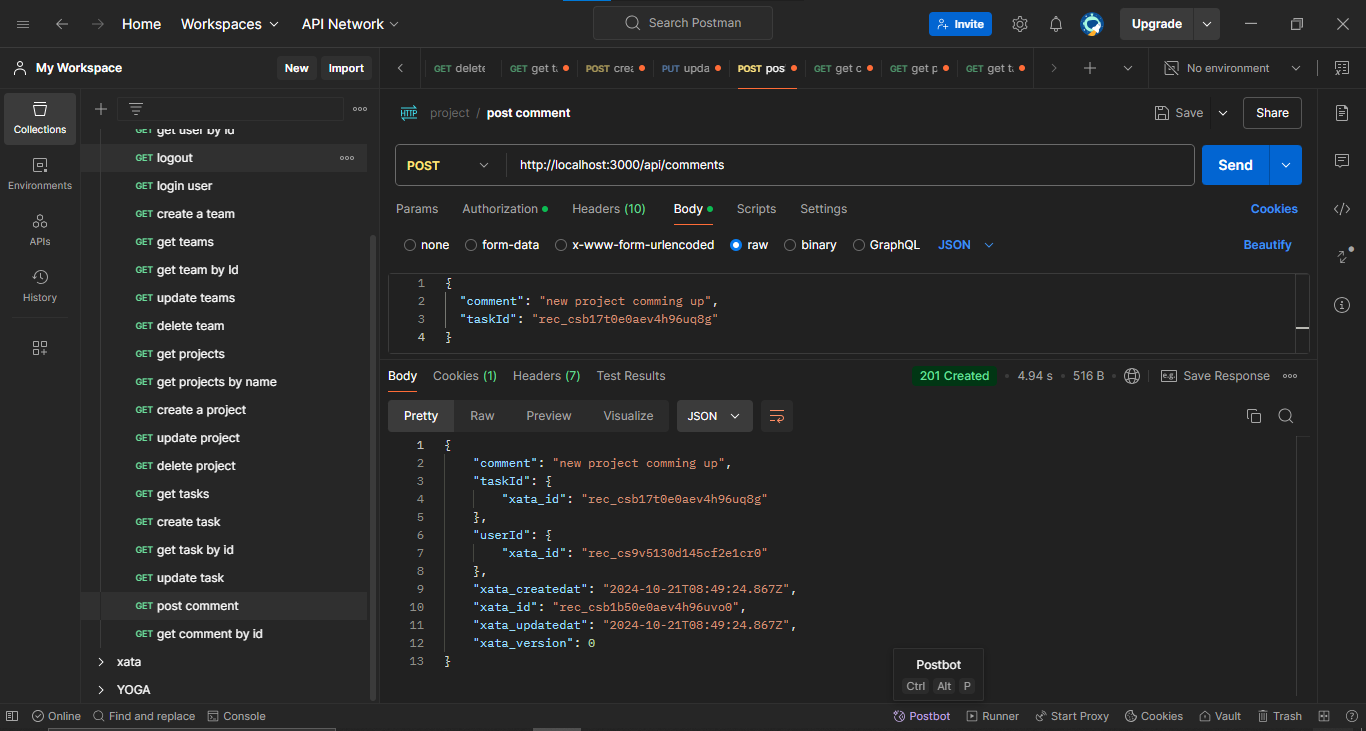 Home Workspaces API Network Search Postman Invite Upgrade
My Workspace New Import GET delete GET get t POST crea PUT upda POST pos GET get c GET get p GET get t No environment
Collections
Environments
APIs
History
GET get user by Id
GET logout
GET login user
GET create a team
GET get teams
GET get team by Id
GET update teams
GET delete team
GET get projects
GET get projects by name
GET create a project
GET update project
GET delete project
GET get tasks
GET create task
GET get task by id
GET update task
GET post comment
GET get comment by id
xata
YOGA
HTTP project / post comment Save Share
POST http://localhost:3000/api/comments Send
Params Authorization Headers (10) Body Scripts Settings Cookies
none form-data x-www-form-urlencoded raw binary GraphQL JSON Beautify
1 {
2 "comment": "new project comming up",
3 "taskId": "rec_csb17t0e0aev4h96uq8g"
4 }
Body Cookies (1) Headers (7) Test Results 201 Created 4.94 s 516 B e.g. Save Response
Pretty Raw Preview Visualize JSON
1 {
2 "comment": "new project comming up",
3 "taskId": {
4 "xata_id": "rec_csb17t0e0aev4h96uq8g"
5 },
6 "userId": {
7 "xata_id": "rec_cs9v5130d145cf2e1cr0"
8 },
9 "xata_createdat": "2024-10-21T08:49:24.867Z",
10 "xata_id": "rec_csb1b50e0aev4h96uvo0",
11 "xata_updatedat": "2024-10-21T08:49:24.867Z",
12 "xata_version": 0
13 }
Postbot
Ctrl Alt P
Online Find and replace Console Postbot Runner Start Proxy Cookies Vault Trash